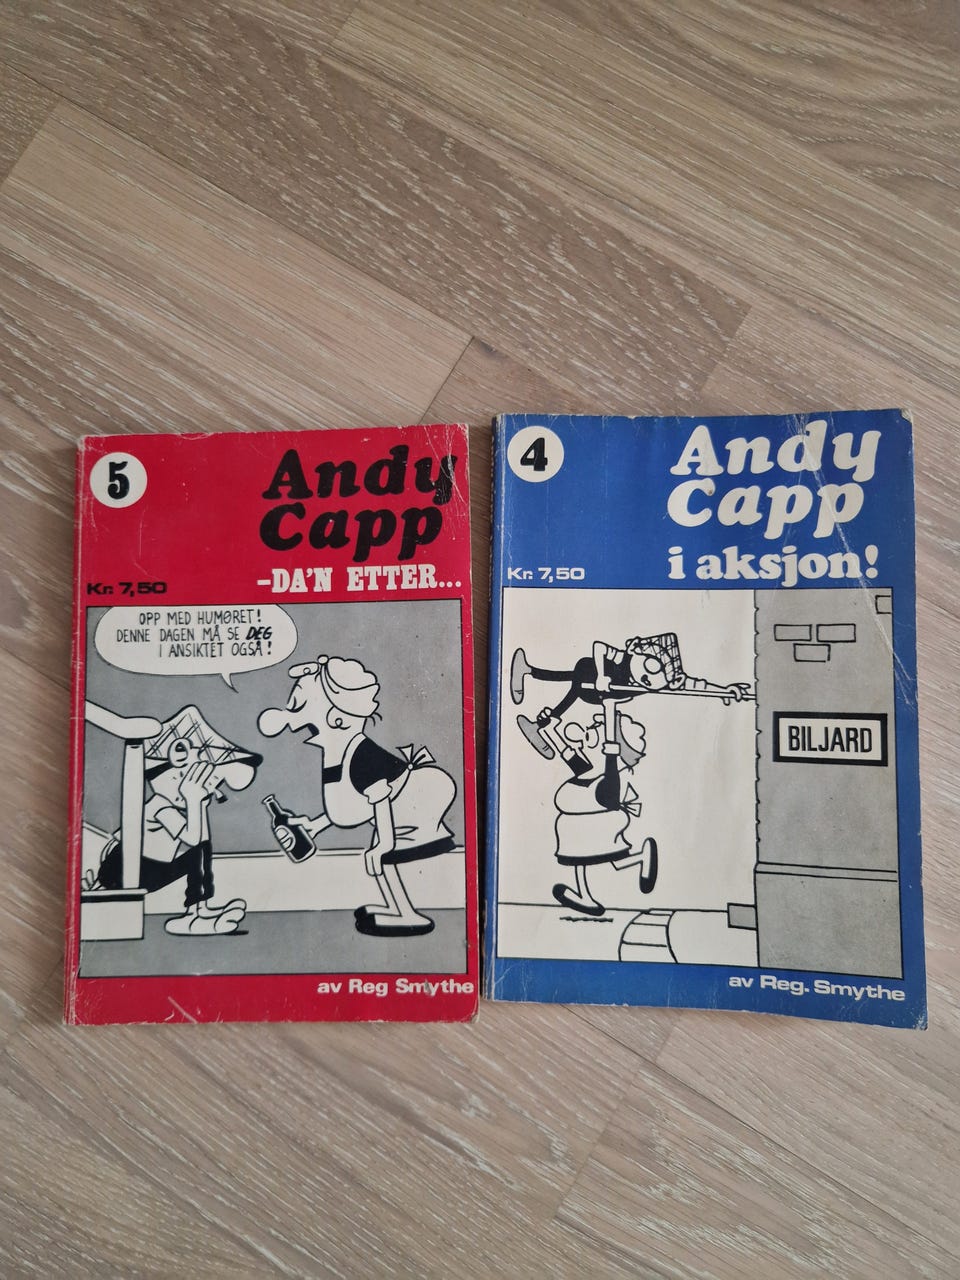 5
Andy
Capp
-DA'N ETTER...
Kr. 7,50
OPP MED HUMØRET!
DENNE DAGEN MÅ SE DEG
I ANSIKTET OGSÅ!
av Reg Smythe
4
Andy
Capp
i aksjon!
Kr. 7,50
BILJARD
av Reg. Smythe